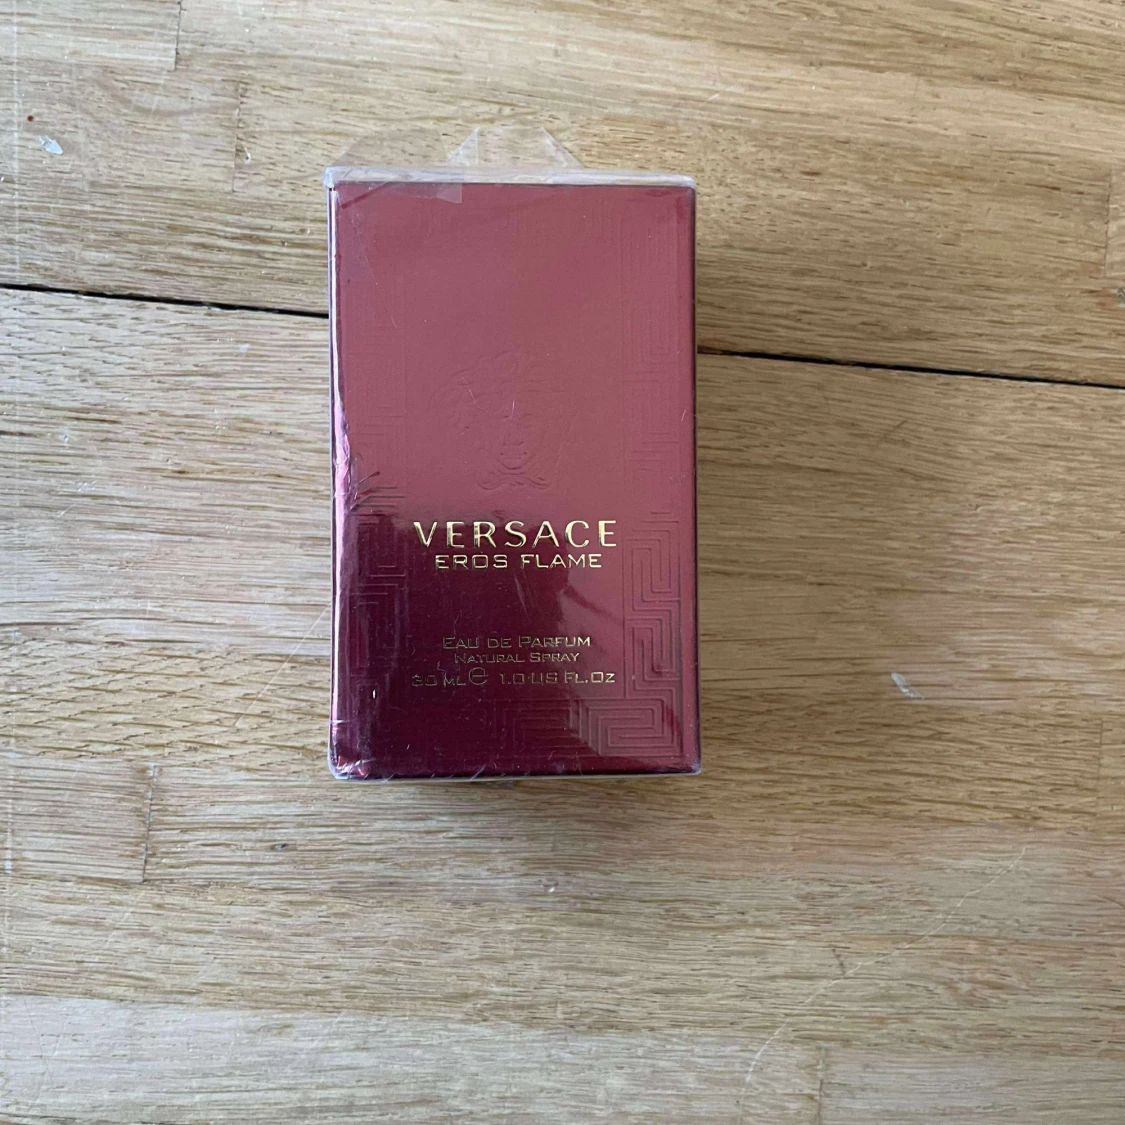 VERSACE
EROS FLAME
EAU DE PARFUM
NATURAL SPRAY
30 ML e 1.0 US FL.OZ